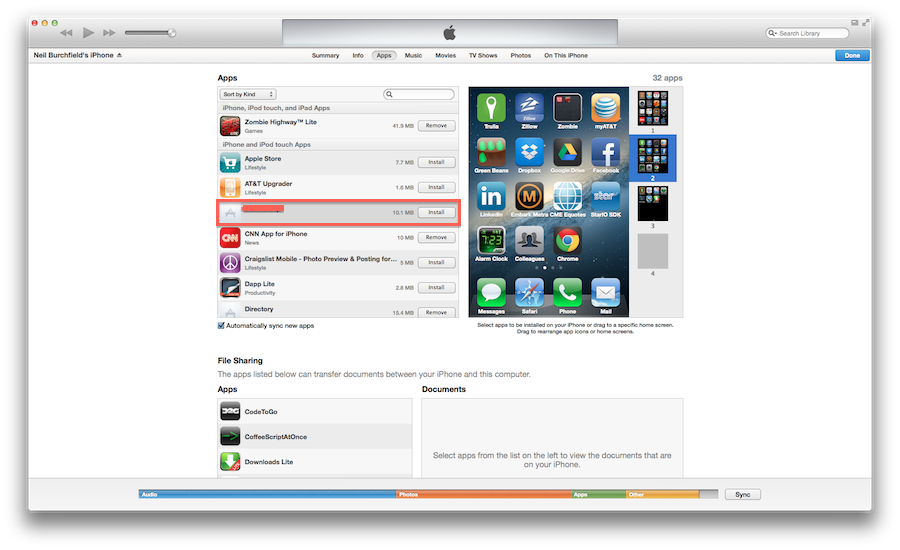 Search Library
Neil Burchfield's iPhone
Summary Info Apps Music Movies TV Shows Photos On This iPhone
Done
Apps
32 apps
Sort by Kind
iPhone, iPod touch, and iPad Apps
Zombie Highway™ Lite
Games
41.9 MB
Remove
iPhone and iPod touch Apps
Apple Store
Lifestyle
7.7 MB
Install
AT&T Upgrader
Lifestyle
1.6 MB
Install
10.1 MB
Install
CNN App for iPhone
News
10 MB
Remove
Craigslist Mobile - Photo Preview & Posting for...
Lifestyle
5 MB
Install
Dapp Lite
Productivity
2.8 MB
Install
Directory
15.4 MB
Remove
Automatically sync new apps
Trulia Zillow Zombie myAT&T
Green Beans Dropbox Google Drive Facebook
LinkedIn Embark Metro CME Equotes StarIO SDK
Alarm Clock Colleagues Chrome
Messages Safari Phone Mail
1
2
3
4
Select apps to be installed on your iPhone or drag to a specific home screen.
Drag to rearrange app icons or home screens.
File Sharing
The apps listed below can transfer documents between your iPhone and this computer.
Apps
CodeToGo
CoffeeScriptAtOnce
Downloads Lite
Documents
Select apps from the list on the left to view the documents that are
on your iPhone.
Audio Photos Apps Other
Sync